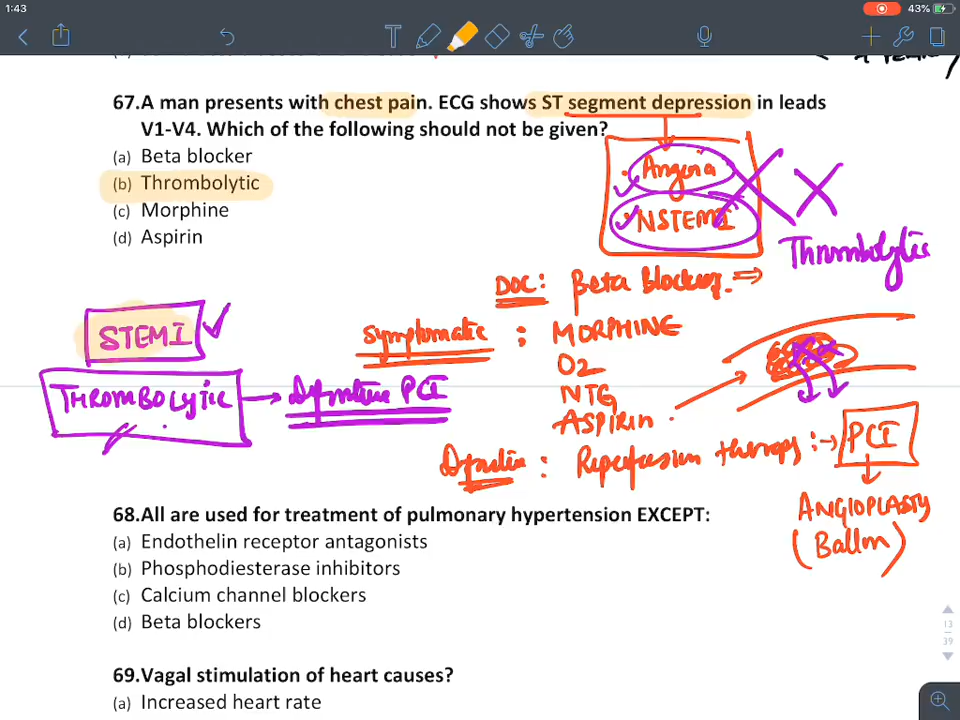 1:43
43%
67.A man presents with chest pain. ECG shows ST segment depression in leads
V1-V4. Which of the following should not be given?
(a) Beta blocker
(b) Thrombolytic
(c) Morphine
(d) Aspirin
Angina
NSTEMI
Thrombolytic
DOC: Beta blockers
STEMI
Symptomatic : MORPHINE
O2
NTG
ASPIRIN
THROMBOLYTIC
Definitive PCI
Reperfusion therapy :→ PCI
ANGIOPLASTY
(Ballon)
68.All are used for treatment of pulmonary hypertension EXCEPT:
(a) Endothelin receptor antagonists
(b) Phosphodiesterase inhibitors
(c) Calcium channel blockers
(d) Beta blockers
13
39
69.Vagal stimulation of heart causes?
(a) Increased heart rate